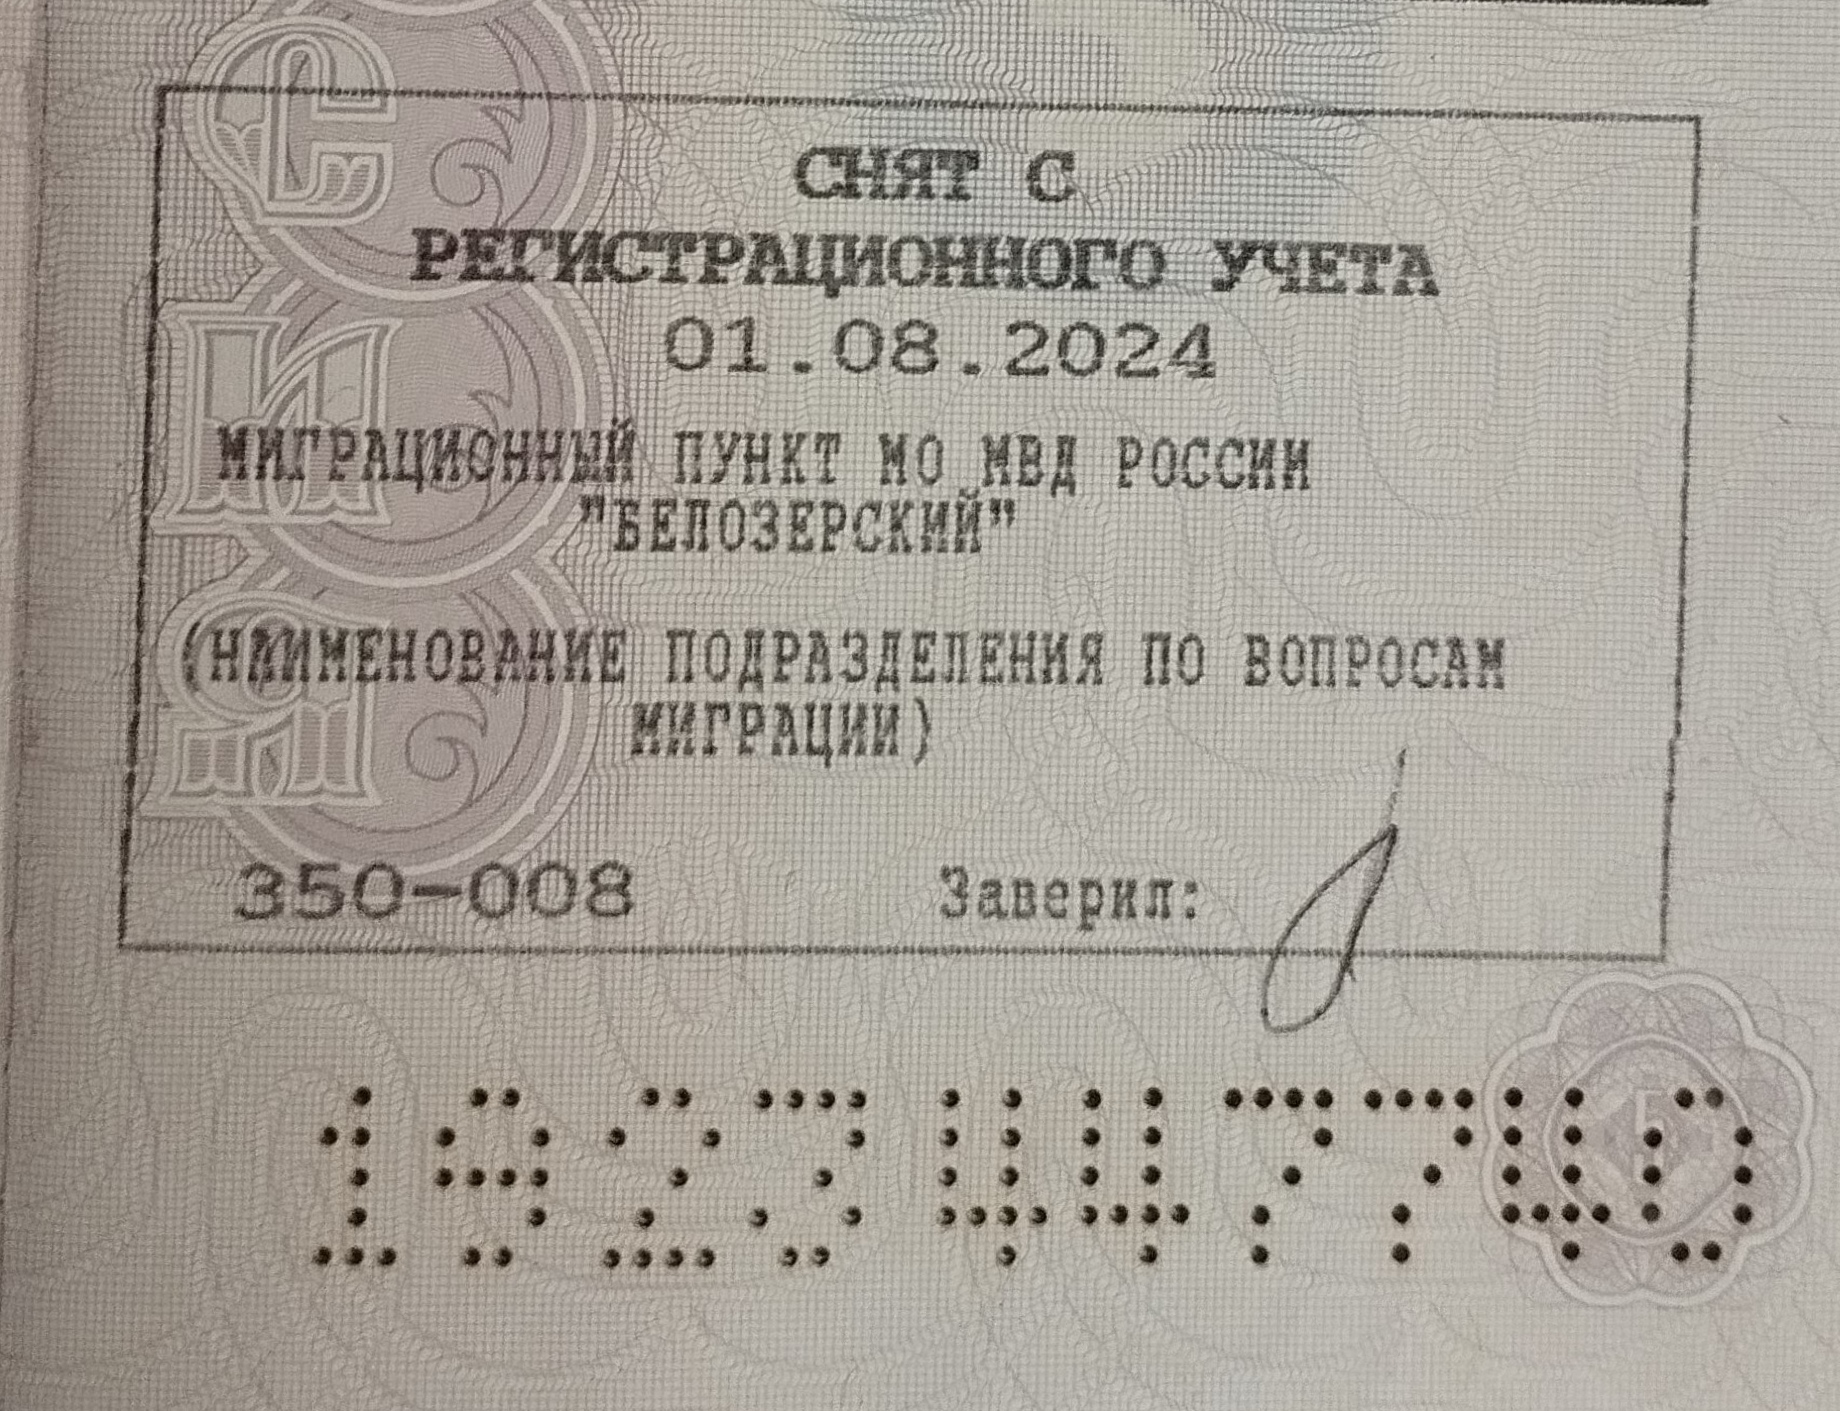 С
И
Я
СНЯТ С
РЕГИСТРАЦИОННОГО УЧЕТА
01.08.2024
МИГРАЦИОННЫЙ ПУНКТ МО МВД РОССИИ
"БЕЛОЗЕРСКИЙ"
(НАИМЕНОВАНИЕ ПОДРАЗДЕЛЕНИЯ ПО ВОПРОСАМ
МИГРАЦИИ)
350-008 Заверил:
1923447740